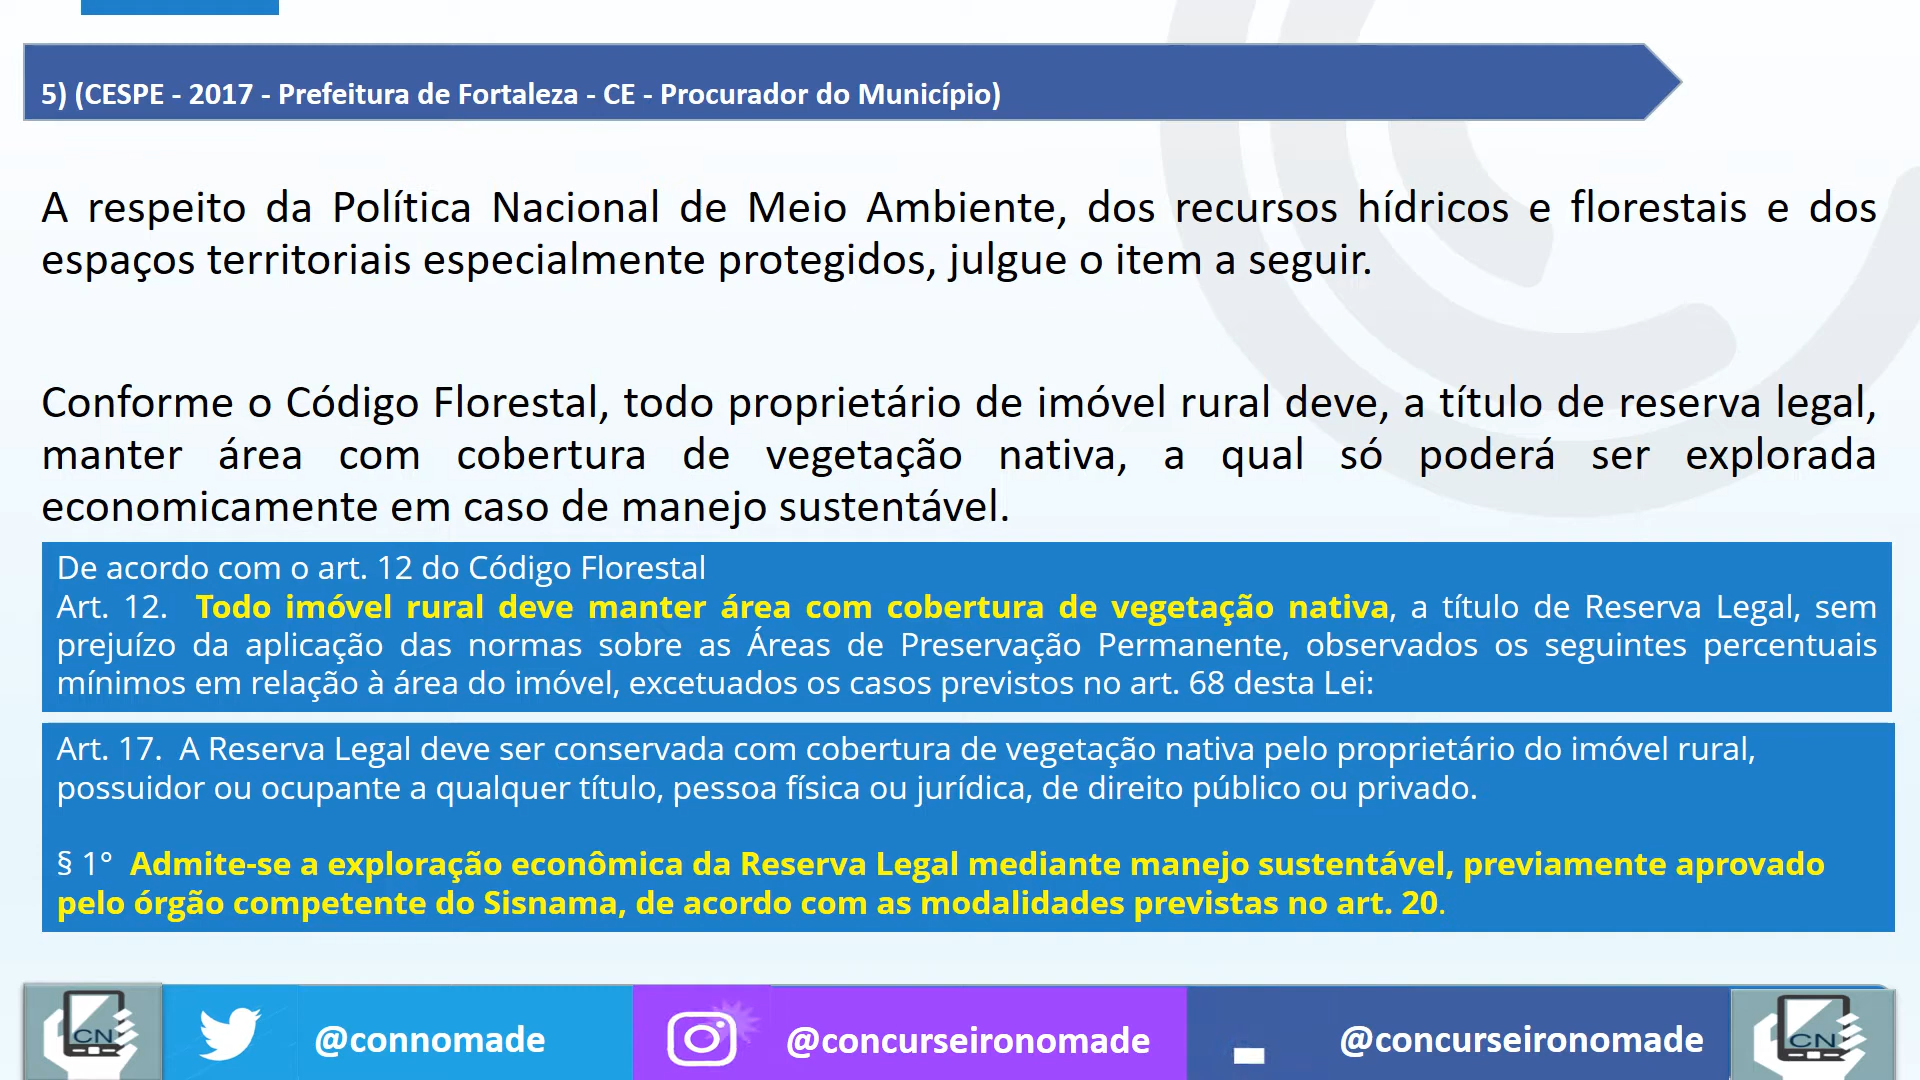 5) (CESPE - 2017 - Prefeitura de Fortaleza - CE - Procurador do Município)
A respeito da Política Nacional de Meio Ambiente, dos recursos hídricos e florestais e dos
espaços territoriais especialmente protegidos, julgue o item a seguir.
Conforme o Código Florestal, todo proprietário de imóvel rural deve, a título de reserva legal,
manter área com cobertura de vegetação nativa, a qual só poderá ser explorada
economicamente em caso de manejo sustentável.
De acordo com o art. 12 do Código Florestal
Art. 12. Todo imóvel rural deve manter área com cobertura de vegetação nativa, a título de Reserva Legal, sem
prejuízo da aplicação das normas sobre as Áreas de Preservação Permanente, observados os seguintes percentuais
mínimos em relação à área do imóvel, excetuados os casos previstos no art. 68 desta Lei:
Art. 17. A Reserva Legal deve ser conservada com cobertura de vegetação nativa pelo proprietário do imóvel rural,
possuidor ou ocupante a qualquer título, pessoa física ou jurídica, de direito público ou privado.
§ 1° Admite-se a exploração econômica da Reserva Legal mediante manejo sustentável, previamente aprovado
pelo órgão competente do Sisnama, de acordo com as modalidades previstas no art. 20.
CN @connomade @concurseironomade @concurseironomade CN